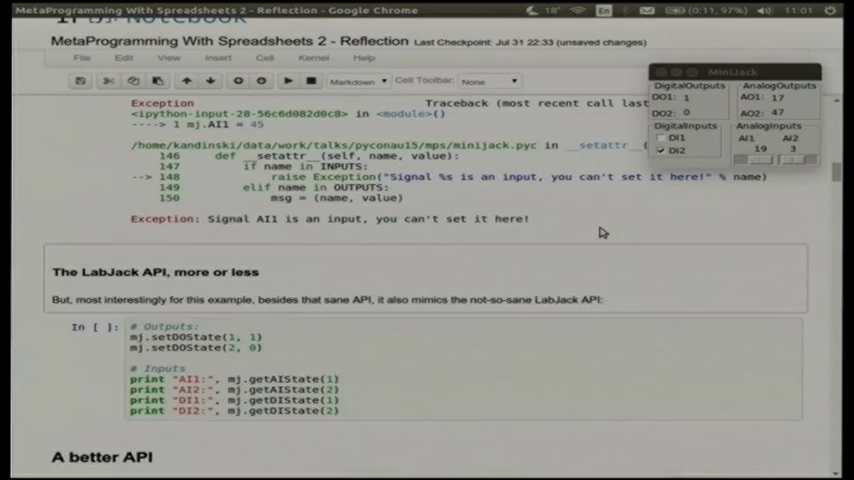 MetaProgramming With Spreadsheets 2 - Reflection - Google Chrome
18°
En
(0:11, 97%)
11:01
MetaProgramming With Spreadsheets 2 - Reflection Last Checkpoint: Jul 31 22:33 (unsaved changes)
File Edit View Insert Cell Kernel Help
Markdown Cell Toolbar: None
MiniJack
DigitalOutputs
DO1: 1
DO2: 0
AnalogOutputs
AO1: 17
AO2: 47
DigitalInputs
DI1
DI2
AnalogInputs
AI1 AI2
19 3
Exception Traceback (most recent call last
<ipython-input-28-56c6d082d0c8> in <module>()
----> 1 mj.AI1 = 45
/home/kandinski/data/work/talks/pyconau15/mps/minijack.pyc in __setattr__(
146 def __setattr__(self, name, value):
147 if name in INPUTS:
--> 148 raise Exception("Signal %s is an input, you can't set it here!" % name)
149 elif name in OUTPUTS:
150 msg = (name, value)
Exception: Signal AI1 is an input, you can't set it here!
The LabJack API, more or less
But, most interestingly for this example, besides that sane API, it also mimics the not-so-sane LabJack API:
In [ ]: # Outputs:
mj.setDOState(1, 1)
mj.setDOState(2, 0)
# Inputs
print "AI1:", mj.getAIState(1)
print "AI2:", mj.getAIState(2)
print "DI1:", mj.getDIState(1)
print "DI2:", mj.getDIState(2)
A better API